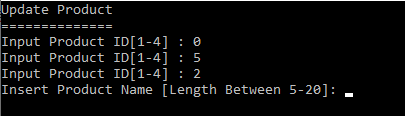 Update Product
==============
Input Product ID[1-4] : 0
Input Product ID[1-4] : 5
Input Product ID[1-4] : 2
Insert Product Name [Length Between 5-20]: